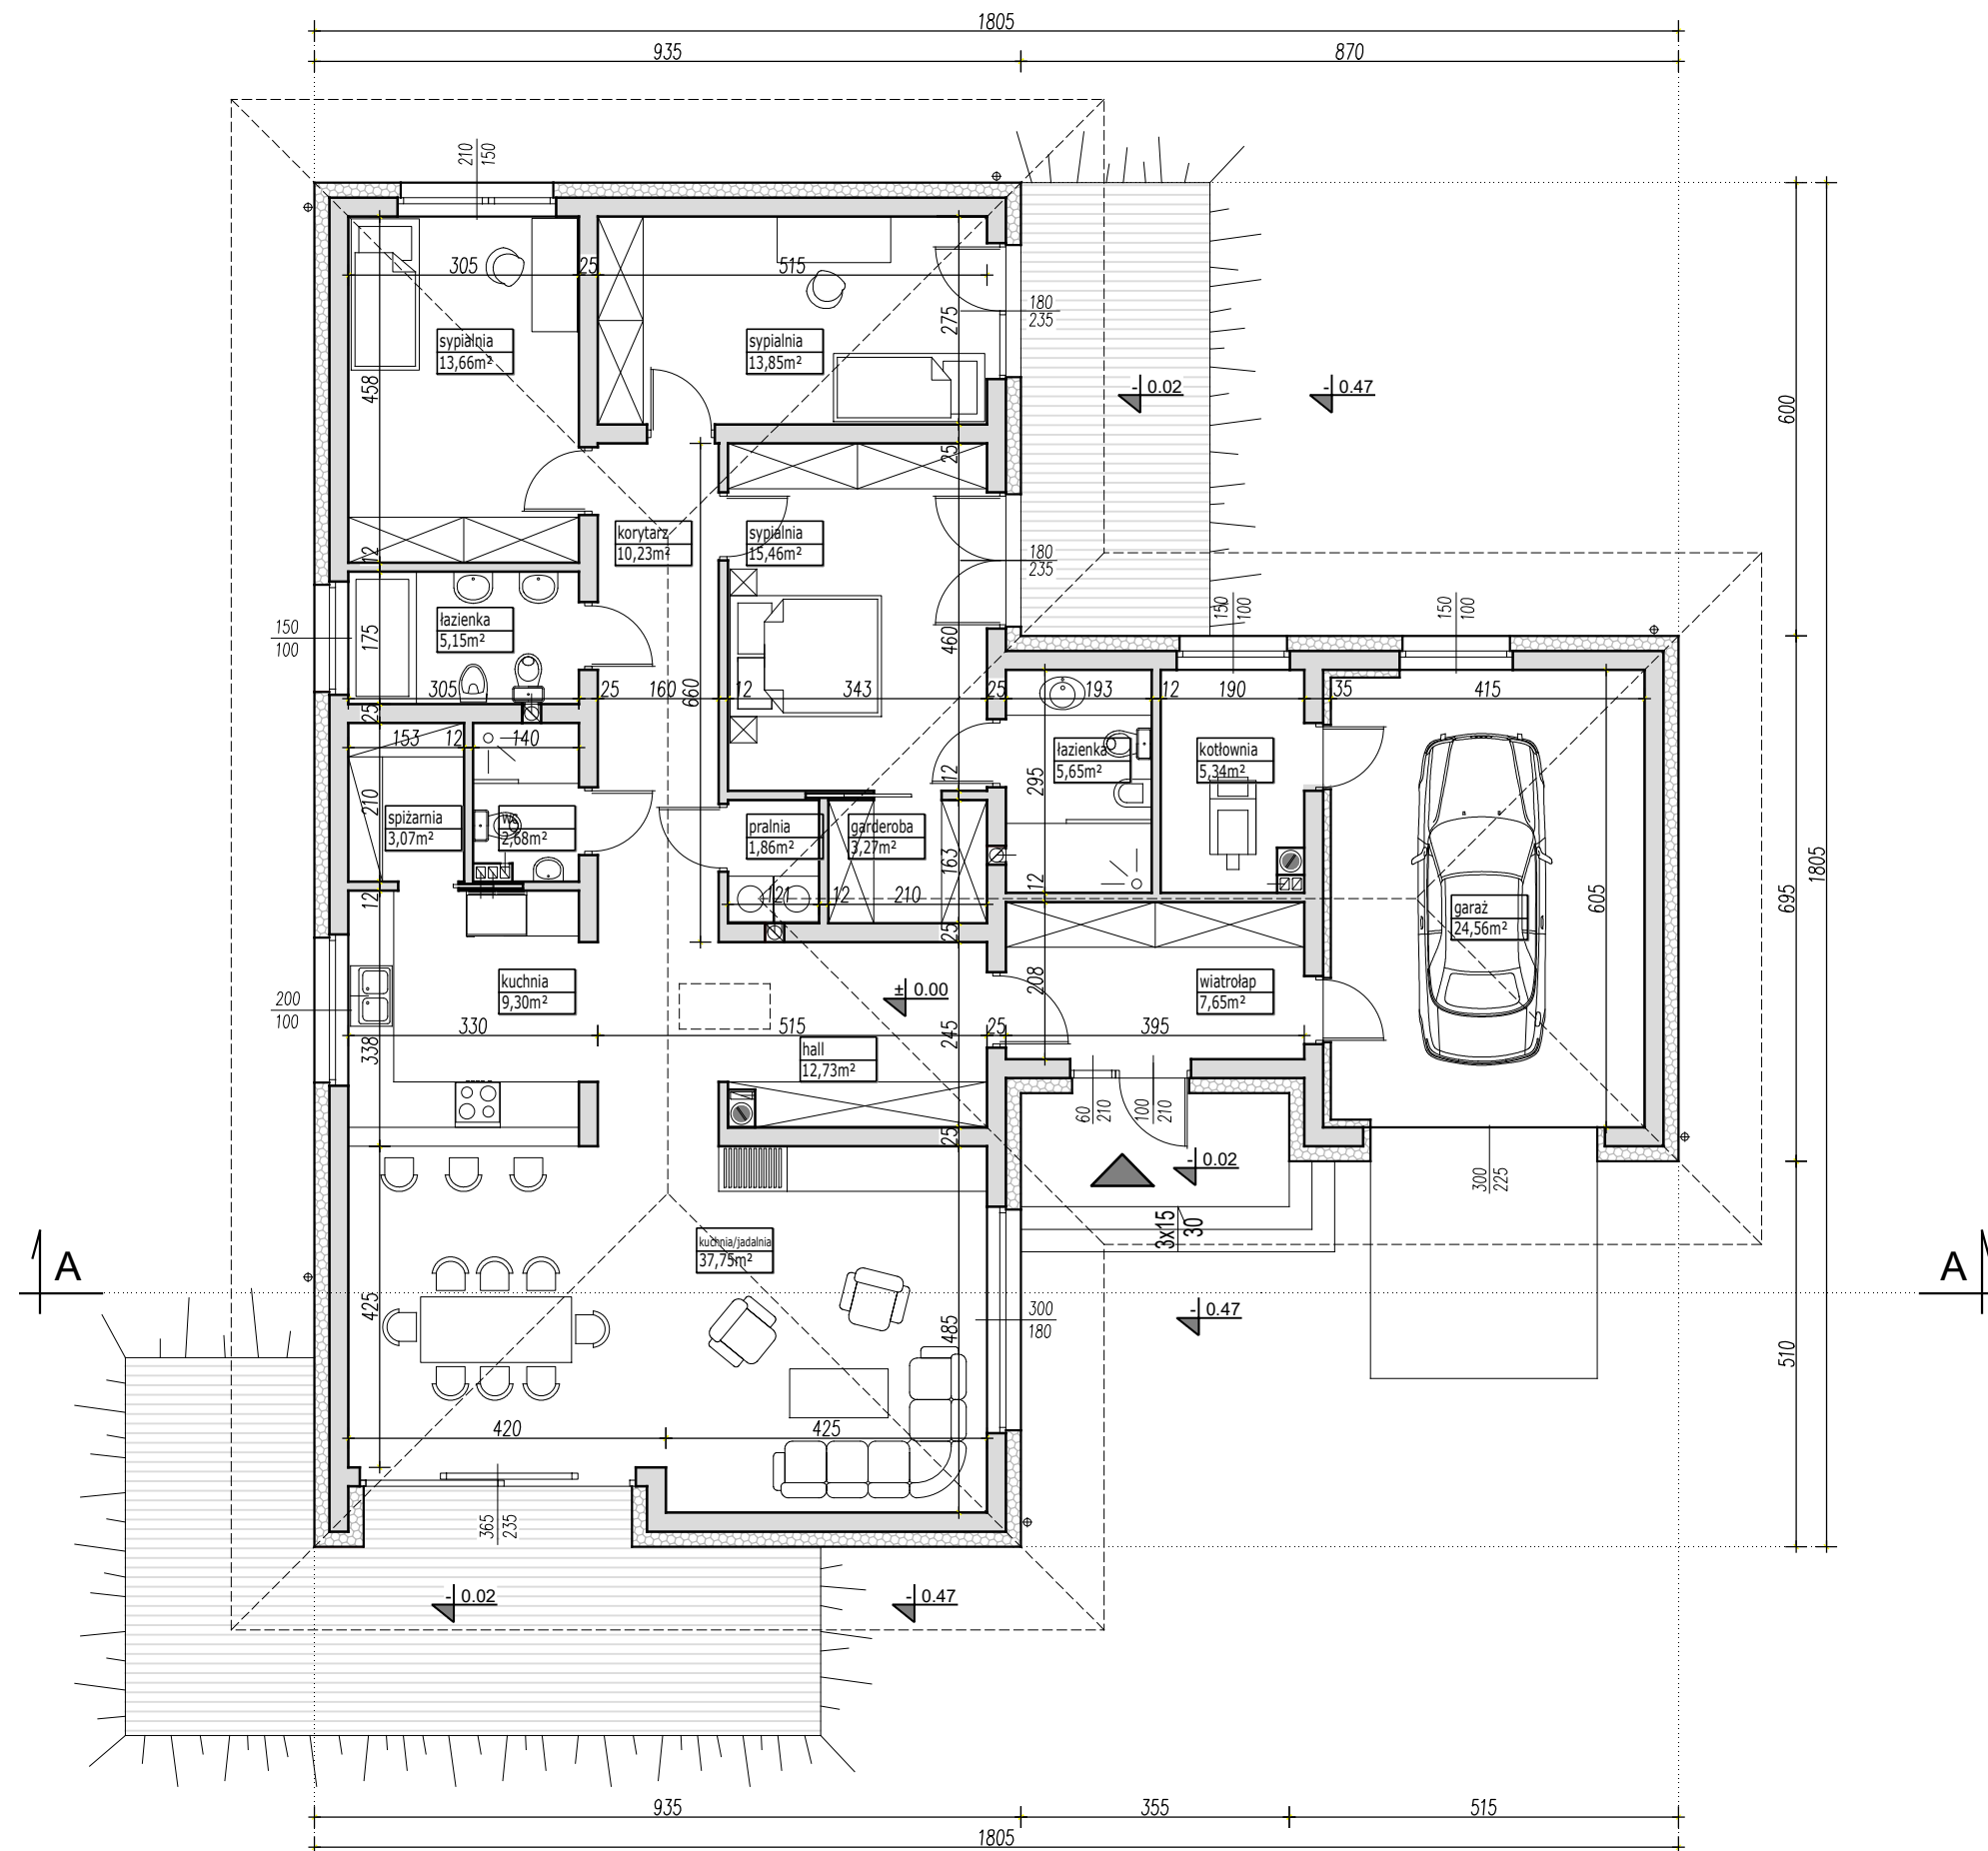 1805
935
870
210
150
305
25
515
180
235
275
sypialnia
13,66m²
sypialnia
13,85m²
458
- 0.02
- 0.47
600
25
korytarz
10,23m²
sypialnia
15,46m²
12
180
235
150
100
150
100
łazienka
5,15m²
150
100
175
460
305
25
160
660
12
343
25
193
12
190
35
415
25
153
12
140
łazienka
5,65m²
kotłownia
5,34m²
295
12
210
spiżarnia
3,07m²
wc
2,68m²
pralnia
1,86m²
garderoba
3,27m²
163
1805
12
121
12
210
12
605
695
garaż
24,56m²
25
kuchnia
9,30m²
208
wiatrołap
7,65m²
± 0.00
200
100
330
515
245
25
395
338
hall
12,73m²
60
210
100
210
25
- 0.02
300
225
3x15
30
kuchnia/jadalnia
37,75m²
A
A
425
485
300
180
- 0.47
510
420
425
365
235
- 0.02
- 0.47
935
355
515
1805